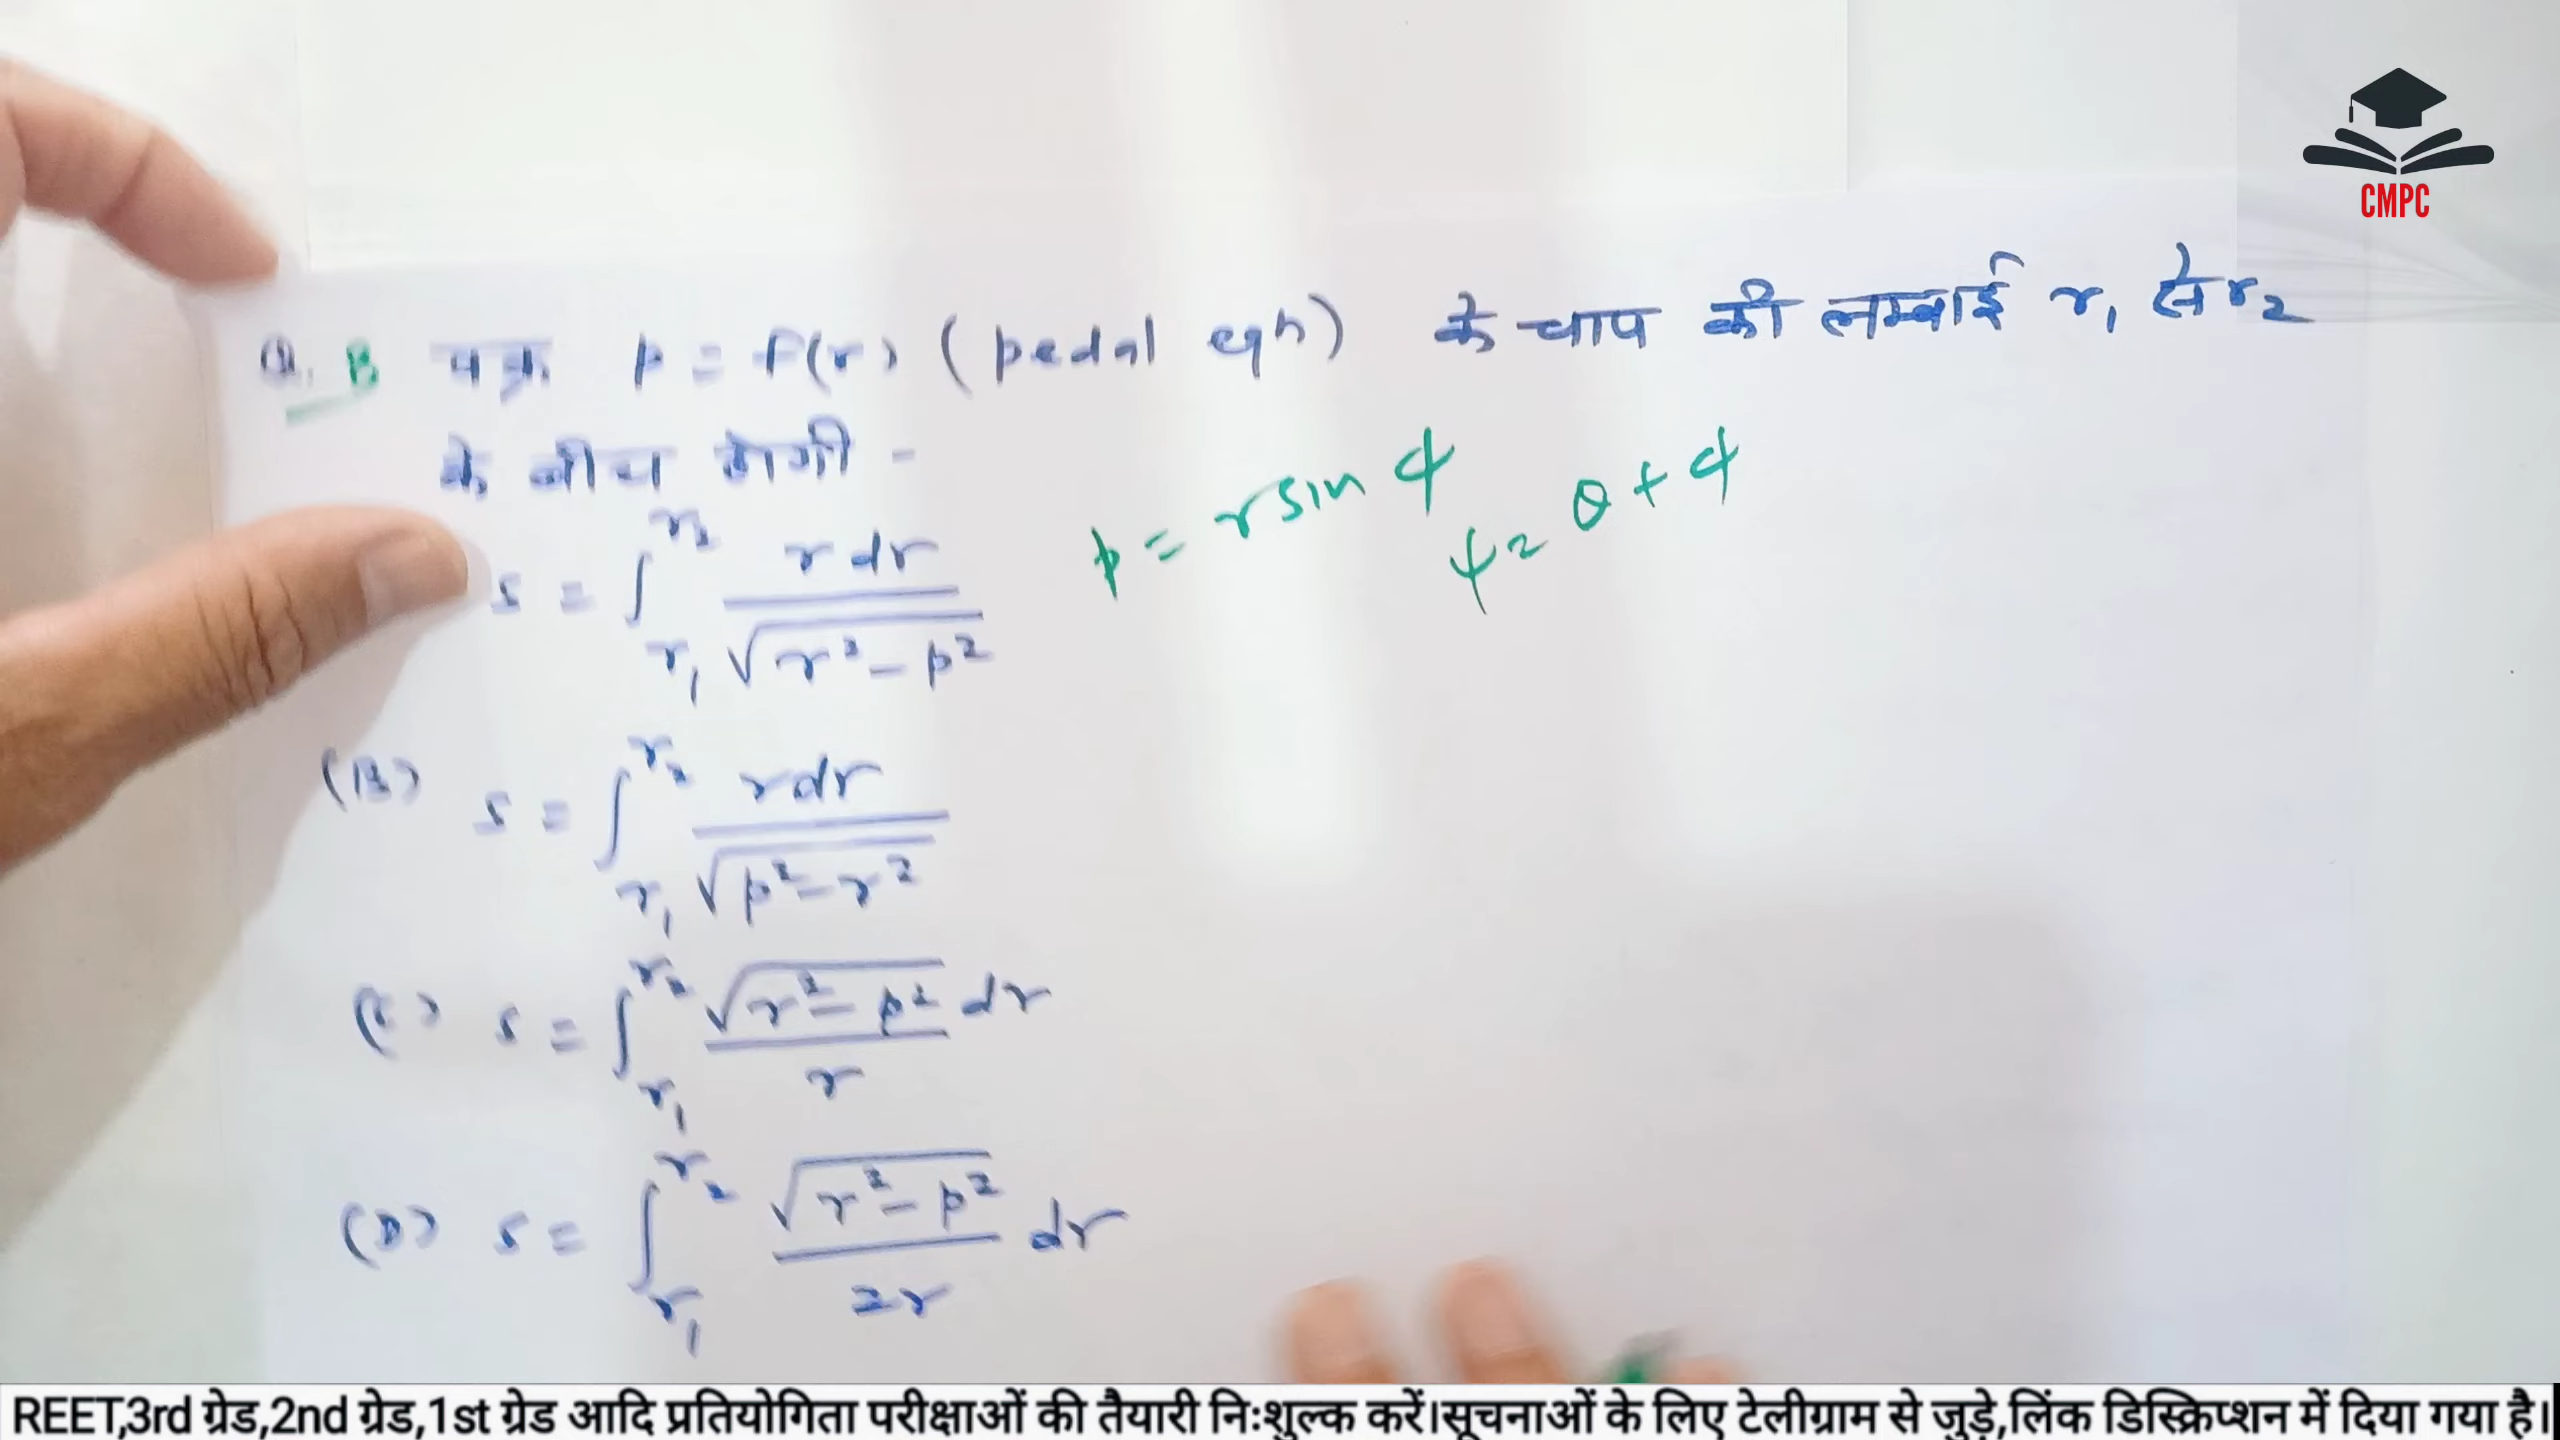 CMPC
Q. B वक्र p = f(r) (pedal eqn) के चाप की लम्बाई r₁ से r₂
के बीच होगी -
p = r sin ϕ
ψ = θ + ϕ
s = ∫_{r₁}^{r₂} r dr / √(r² - p²)
(B) s = ∫_{r₁}^{r₂} r dr / √(p² - r²)
(C) s = ∫_{r₁}^{r₂} √(r² - p²) / r dr
(D) s = ∫_{r₁}^{r₂} √(r² - p²) / 2r dr
REET,3rd ग्रेड,2nd ग्रेड,1st ग्रेड आदि प्रतियोगिता परीक्षाओं की तैयारी निःशुल्क करें।सूचनाओं के लिए टेलीग्राम से जुड़े,लिंक डिस्क्रिप्शन में दिया गया है।